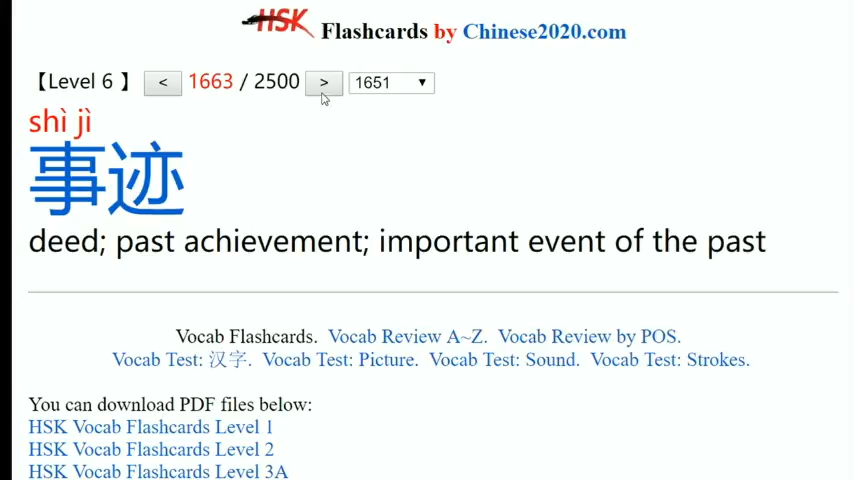 HSK Flashcards by Chinese2020.com
【Level 6 】 < 1663 / 2500 > 1651 ▼
shì jì
事迹
deed; past achievement; important event of the past
Vocab Flashcards. Vocab Review A~Z. Vocab Review by POS.
Vocab Test: 汉字. Vocab Test: Picture. Vocab Test: Sound. Vocab Test: Strokes.
You can download PDF files below:
HSK Vocab Flashcards Level 1
HSK Vocab Flashcards Level 2
HSK Vocab Flashcards Level 3A